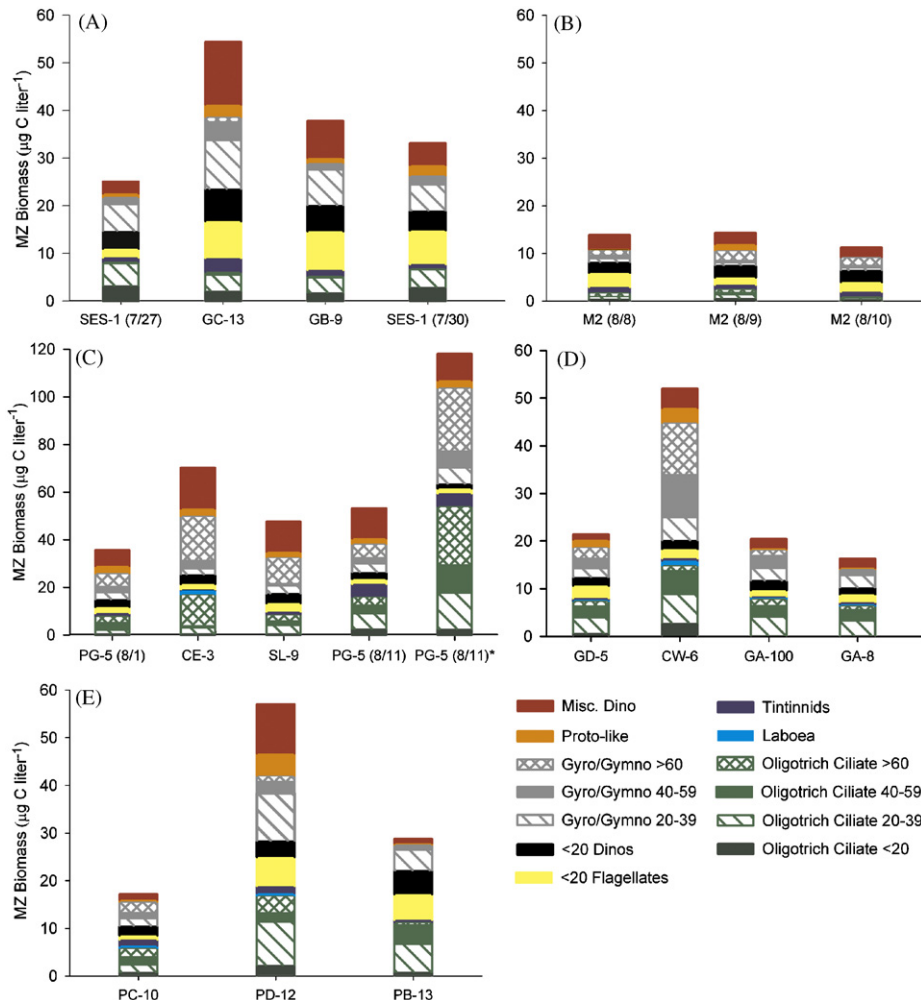 (A)
MZ Biomass (µg C liter-1)
60
50
40
30
20
10
0
SES-1 (7/27) GC-13 GB-9 SES-1 (7/30)
(B)
60
50
40
30
20
10
0
M2 (8/8) M2 (8/9) M2 (8/10)
(C)
MZ Biomass (µg C liter-1)
120
100
80
60
40
20
0
PG-5 (8/1) CE-3 SL-9 PG-5 (8/11) PG-5 (8/11)*
(D)
60
50
40
30
20
10
0
GD-5 CW-6 GA-100 GA-8
(E)
MZ Biomass (µg C liter-1)
60
50
40
30
20
10
0
PC-10 PD-12 PB-13
Misc. Dino
Proto-like
Gyro/Gymno >60
Gyro/Gymno 40-59
Gyro/Gymno 20-39
<20 Dinos
<20 Flagellates
Tintinnids
Laboea
Oligotrich Ciliate >60
Oligotrich Ciliate 40-59
Oligotrich Ciliate 20-39
Oligotrich Ciliate <20